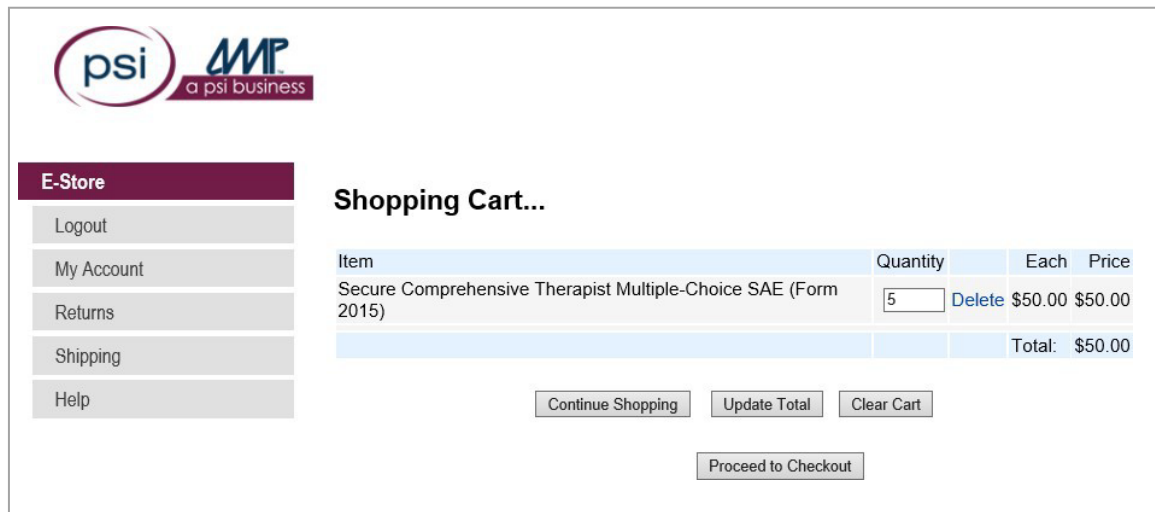 psi
AMP™
a psi business
E-Store
Logout
My Account
Returns
Shipping
Help
Shopping Cart...
Item Quantity Each Price
Secure Comprehensive Therapist Multiple-Choice SAE (Form
2015) 5 Delete $50.00 $50.00
Total: $50.00
Continue Shopping Update Total Clear Cart
Proceed to Checkout